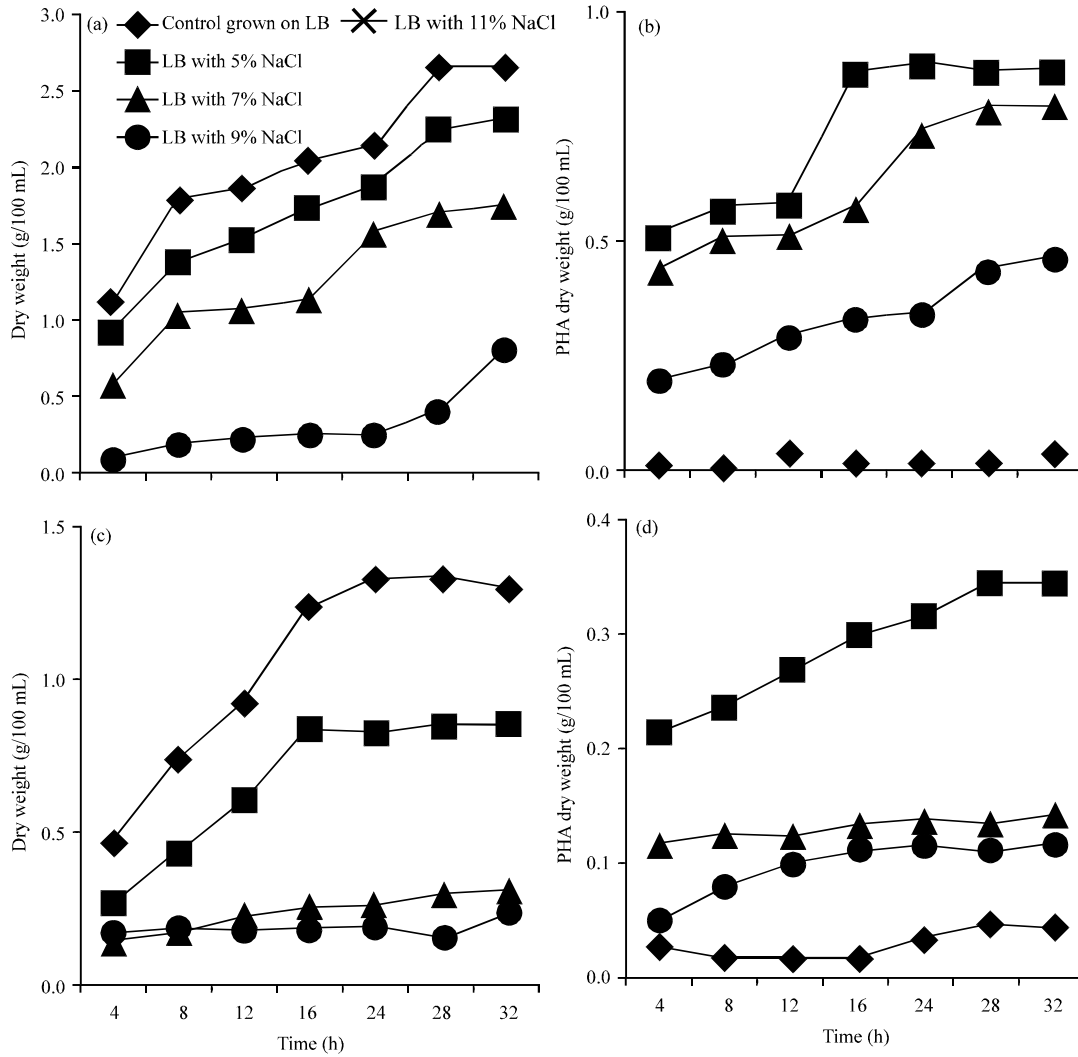 (a)
Control grown on LB
LB with 11% NaCl
LB with 5% NaCl
LB with 7% NaCl
LB with 9% NaCl
3.0
2.5
2.0
1.5
1.0
0.5
0.0
Dry weight (g/100 mL)
(b)
1.0
0.5
0.0
PHA dry weight (g/100 mL)
(c)
1.5
1.0
0.5
0.0
Dry weight (g/100 mL)
4 8 12 16 24 28 32
Time (h)
(d)
0.4
0.3
0.2
0.1
0.0
PHA dry weight (g/100 mL)
4 8 12 16 24 28 32
Time (h)